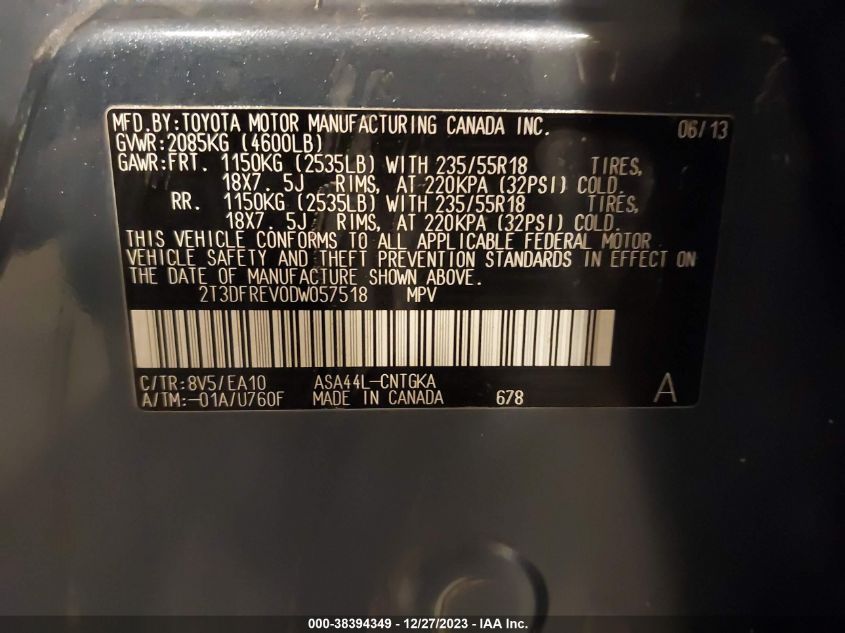 MFD.BY:TOYOTA MOTOR MANUFACTURING CANADA INC. 06/13
GVWR:2085KG (4600LB)
GAWR:FRT. 1150KG (2535LB) WITH 235/55R18 TIRES,
18X7. 5J RIMS, AT 220KPA (32PSI) COLD.
RR. 1150KG (2535LB) WITH 235/55R18 TIRES,
18X7. 5J RIMS, AT 220KPA (32PSI) COLD.
THIS VEHICLE CONFORMS TO ALL APPLICABLE FEDERAL MOTOR
VEHICLE SAFETY AND THEFT PREVENTION STANDARDS IN EFFECT ON
THE DATE OF MANUFACTURE SHOWN ABOVE.
2T3DFREV0DW057518 MPV
C/TR:8V5/EA10 ASA44L-CNTGKA A
A/TM:-01A/U760F MADE IN CANADA 678
000-38394349 - 12/27/2023 - IAA Inc.